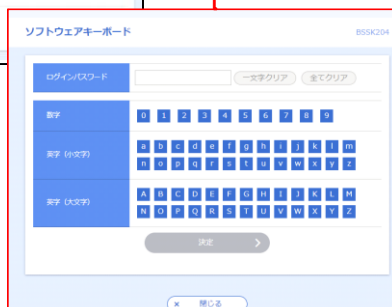 ソフトウェアキーボード
BSSK204
ログインパスワード
一文字クリア
全てクリア
数字
0 1 2 3 4 5 6 7 8 9
英字（小文字）
a b c d e f g h i j k l m
n o p q r s t u v w x y z
英字（大文字）
A B C D E F G H I J K L M
N O P Q R S T U V W X Y Z
決定
× 閉じる